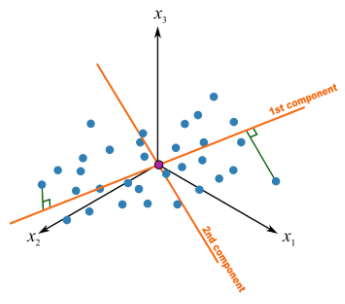 x₃
1st component
x₂
2nd component
x₁